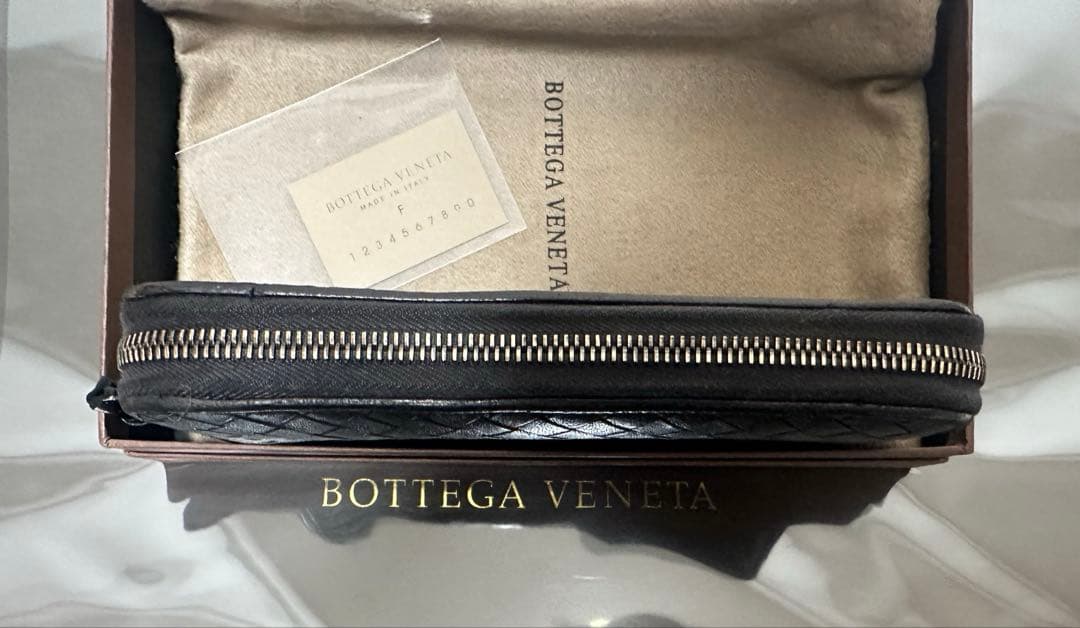 BOTTEGA VENETA
MADE IN ITALY
F
1234567800
BOTTEGA VENETA
BOTTEGA VENETA